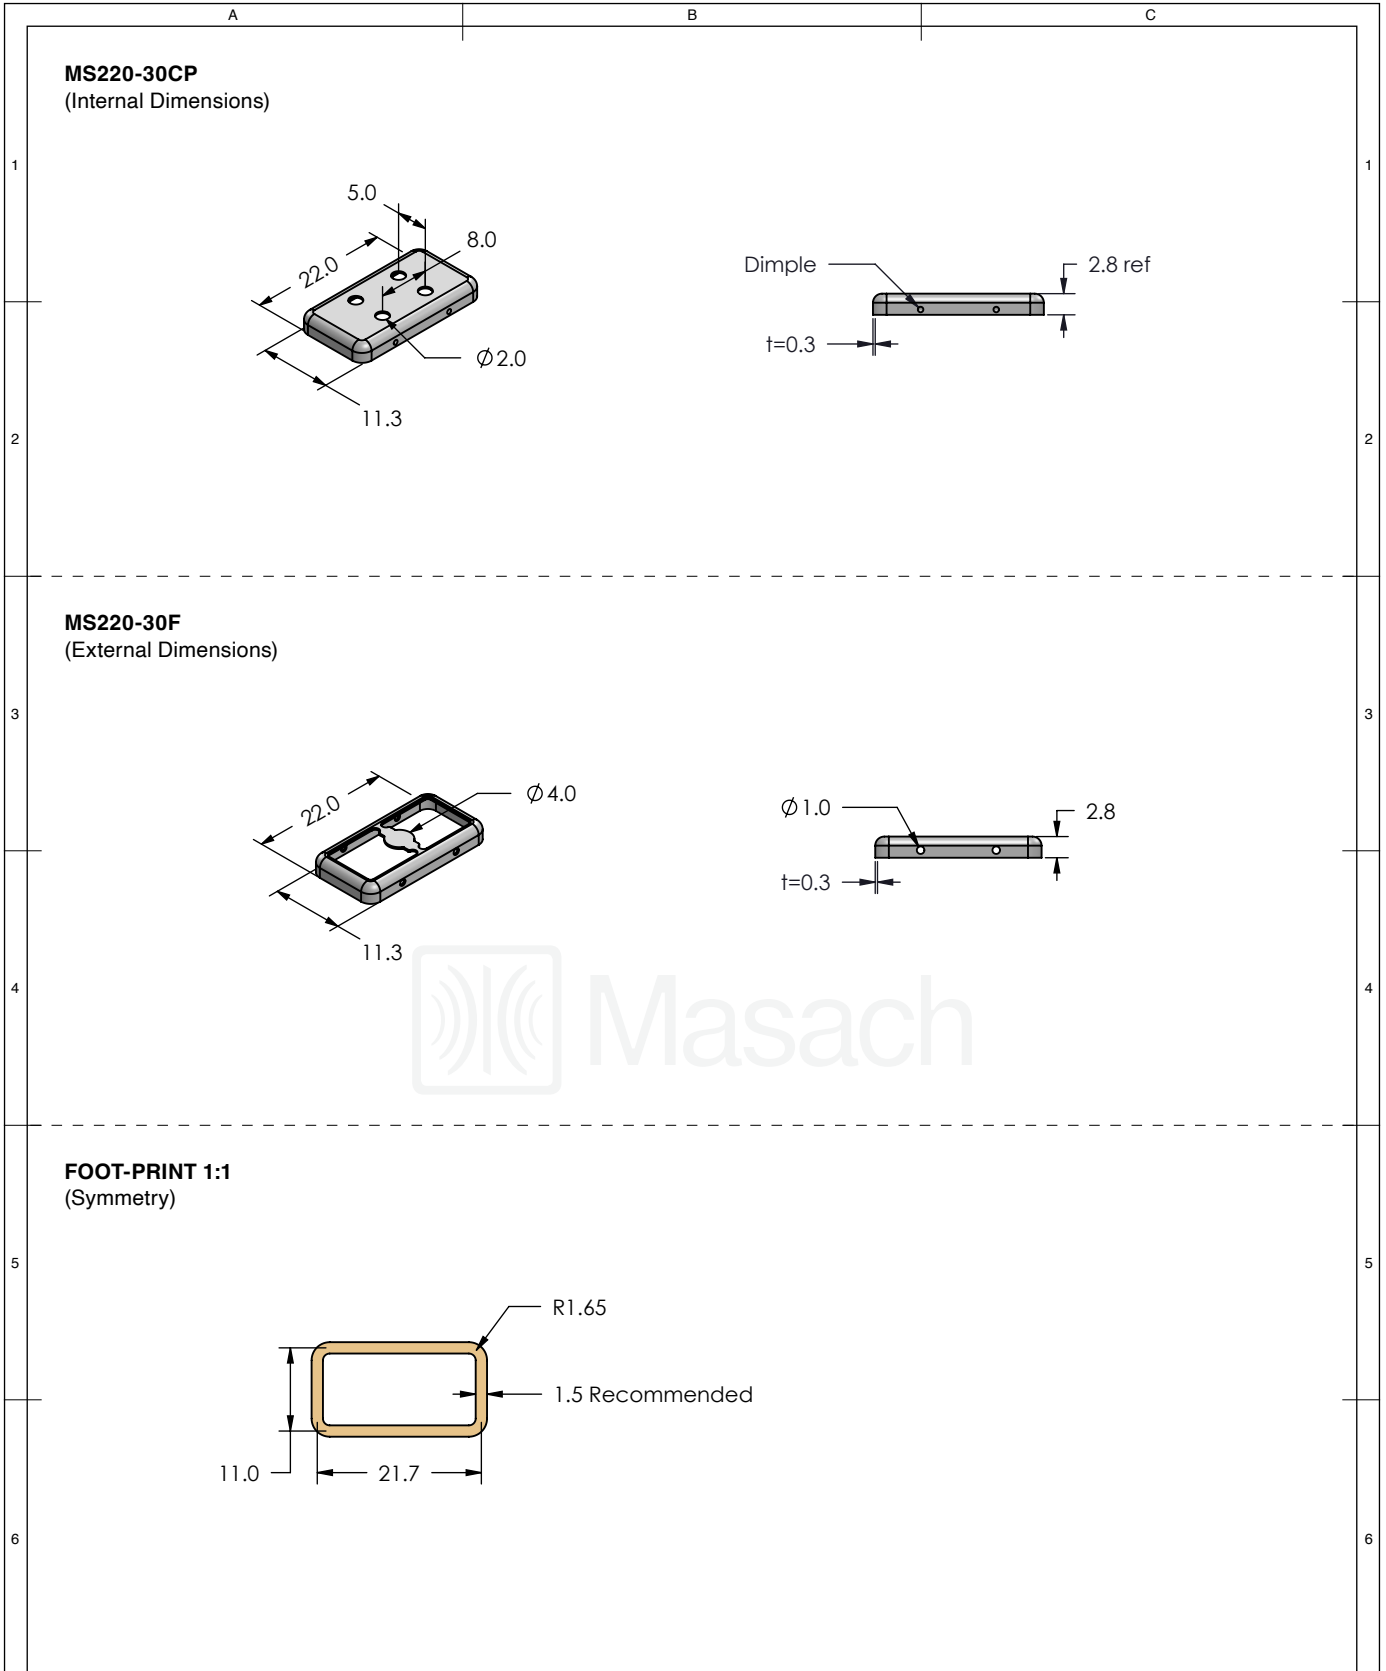 A
B
C
MS220-30CP
(Internal Dimensions)
1
1
5.0
8.0
22.0
Dimple
2.8 ref
t=0.3
Ø2.0
11.3
2
2
MS220-30F
(External Dimensions)
3
3
22.0
Ø4.0
Ø1.0
2.8
t=0.3
11.3
Masach
4
4
FOOT-PRINT 1:1
(Symmetry)
5
5
R1.65
1.5 Recommended
11.0
21.7
6
6